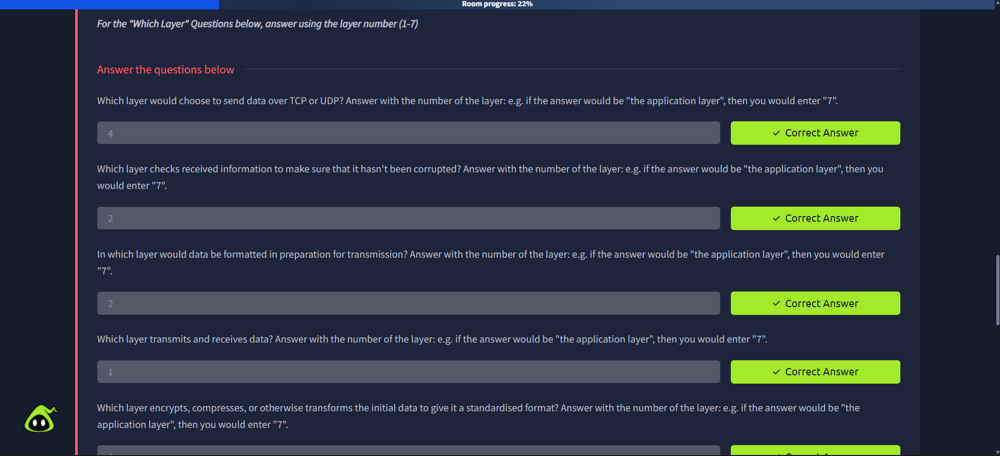 Room progress: 22%
For the "Which Layer" Questions below, answer using the layer number (1-7)
Answer the questions below
Which layer would choose to send data over TCP or UDP? Answer with the number of the layer: e.g. if the answer would be "the application layer", then you would enter "7".
4
Correct Answer
Which layer checks received information to make sure that it hasn't been corrupted? Answer with the number of the layer: e.g. if the answer would be "the application layer", then you
would enter "7".
2
Correct Answer
In which layer would data be formatted in preparation for transmission? Answer with the number of the layer: e.g. if the answer would be "the application layer", then you would enter
"7".
2
Correct Answer
Which layer transmits and receives data? Answer with the number of the layer: e.g. if the answer would be "the application layer", then you would enter "7".
1
Correct Answer
Which layer encrypts, compresses, or otherwise transforms the initial data to give it a standardised format? Answer with the number of the layer: e.g. if the answer would be "the
application layer", then you would enter "7".